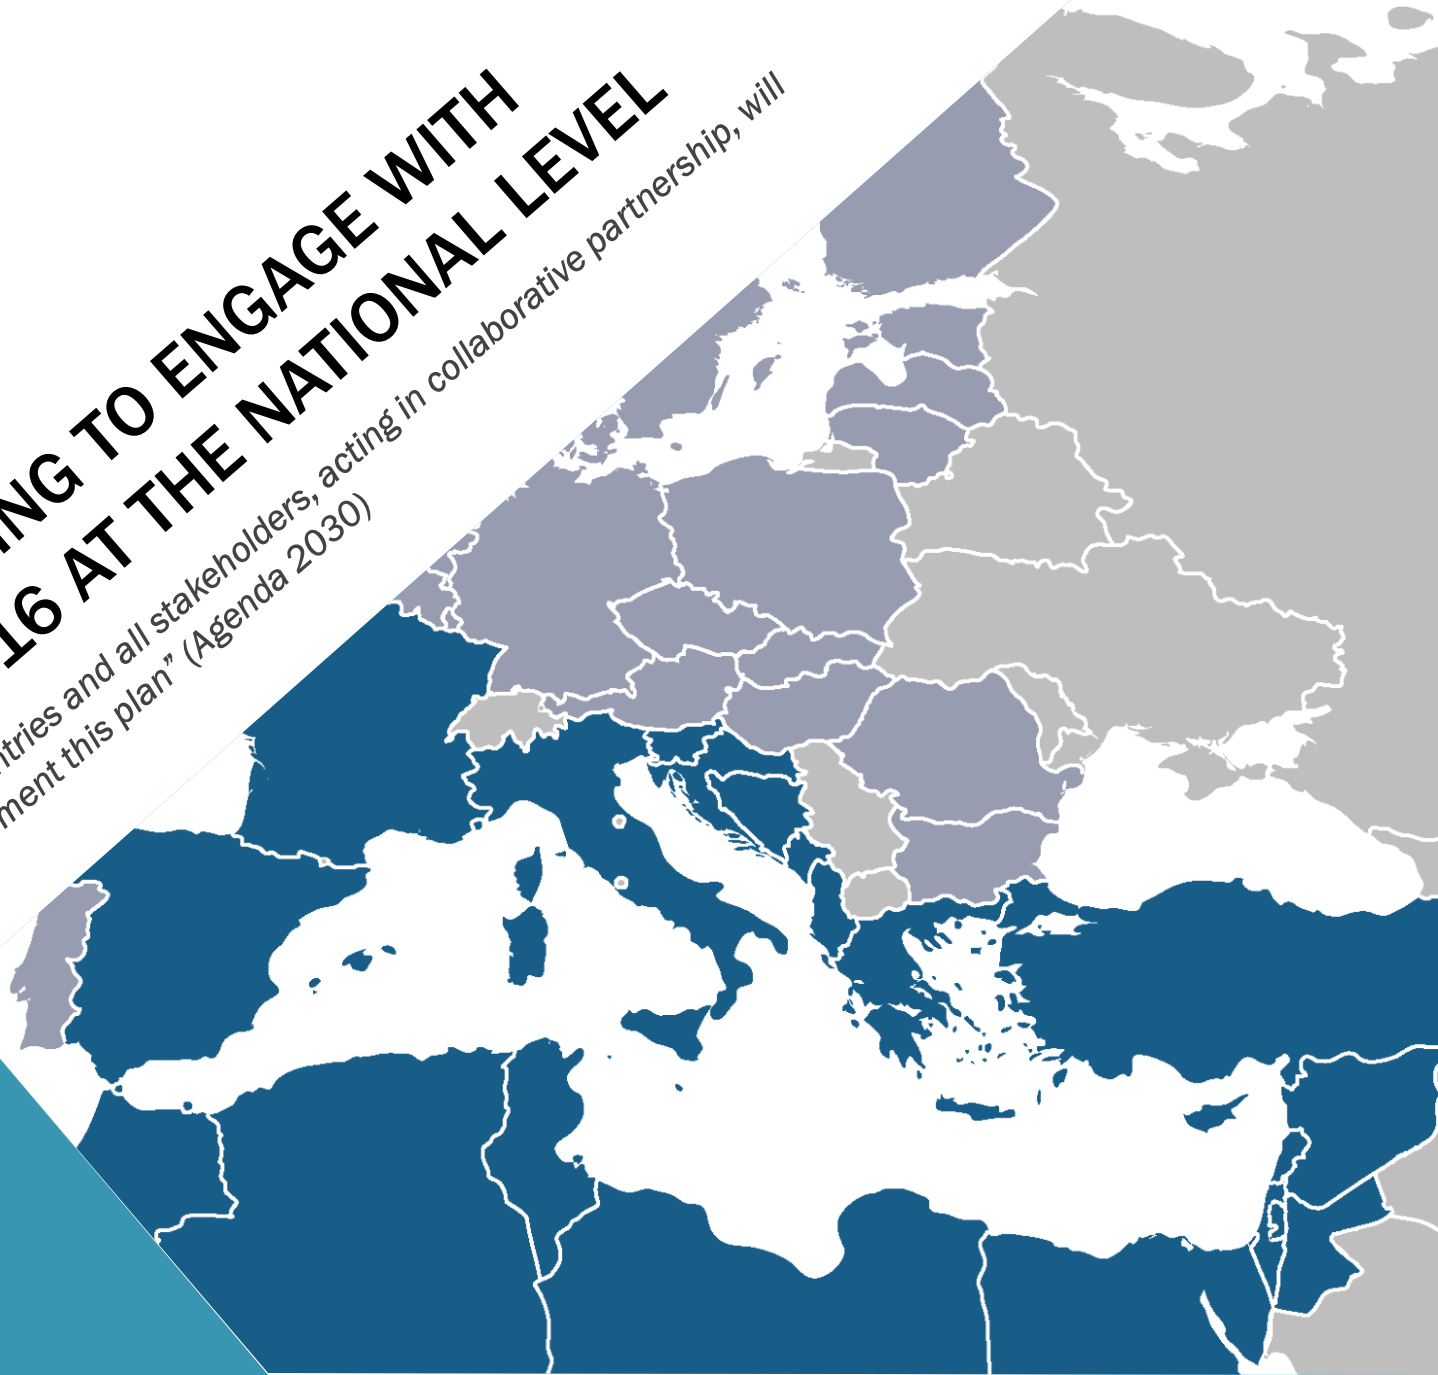 ING TO ENGAGE WITH
16 AT THE NATIONAL LEVEL
ntries and all stakeholders, acting in collaborative partnership, will
ment this plan” (Agenda 2030)